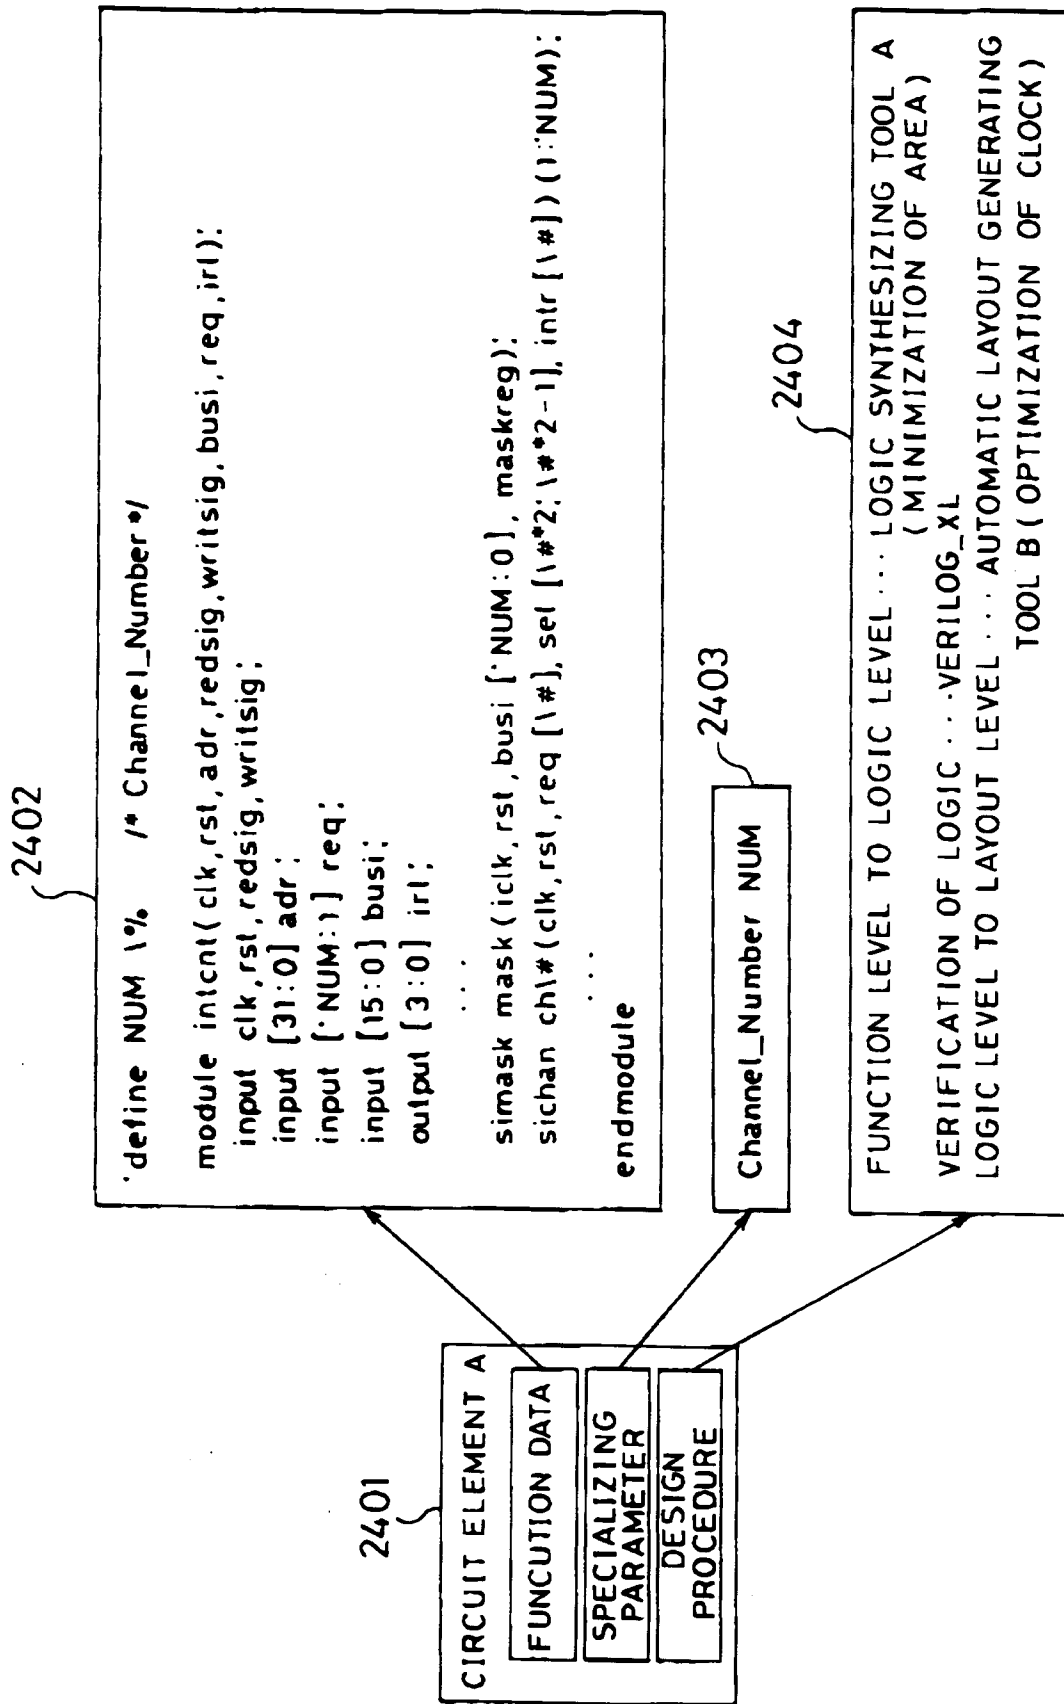 2401
CIRCUIT ELEMENT A
FUNCUTION DATA
SPECIALIZING
PARAMETER
DESIGN
PROCEDURE
2402
'define NUM \% /* Channel_Number */
module intcnt(clk,rst,adr,redsig,writsig,busi,req,irl);
input clk,rst,redsig,writsig;
input [31:0] adr;
input ['NUM:1] req;
input [15:0] busi;
output [3:0] irl;
...
simask mask(iclk,rst,busi['NUM:0], maskreg);
sichan ch\#(clk,rst,req[\#],sel[\#*2:\#*2-1],intr[\#])(1:'NUM);
...
endmodule
2403
Channel_Number NUM
2404
FUNCTION LEVEL TO LOGIC LEVEL ... LOGIC SYNTHESIZING TOOL A
(MINIMIZATION OF AREA)
VERIFICATION OF LOGIC ... VERILOG_XL
LOGIC LEVEL TO LAYOUT LEVEL ... AUTOMATIC LAYOUT GENERATING
TOOL B (OPTIMIZATION OF CLOCK)